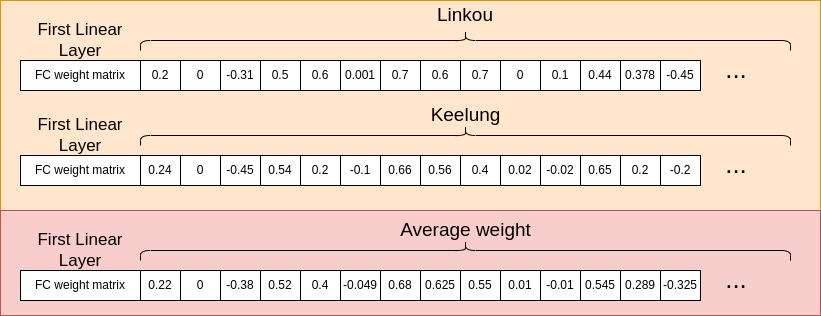 Linkou
First Linear
Layer
FC weight matrix 0.2 0 -0.31 0.5 0.6 0.001 0.7 0.6 0.7 0 0.1 0.44 0.378 -0.45 ...
Keelung
First Linear
Layer
FC weight matrix 0.24 0 -0.45 0.54 0.2 -0.1 0.66 0.56 0.4 0.02 -0.02 0.65 0.2 -0.2 ...
Average weight
First Linear
Layer
FC weight matrix 0.22 0 -0.38 0.52 0.4 -0.049 0.68 0.625 0.55 0.01 -0.01 0.545 0.289 -0.325 ...